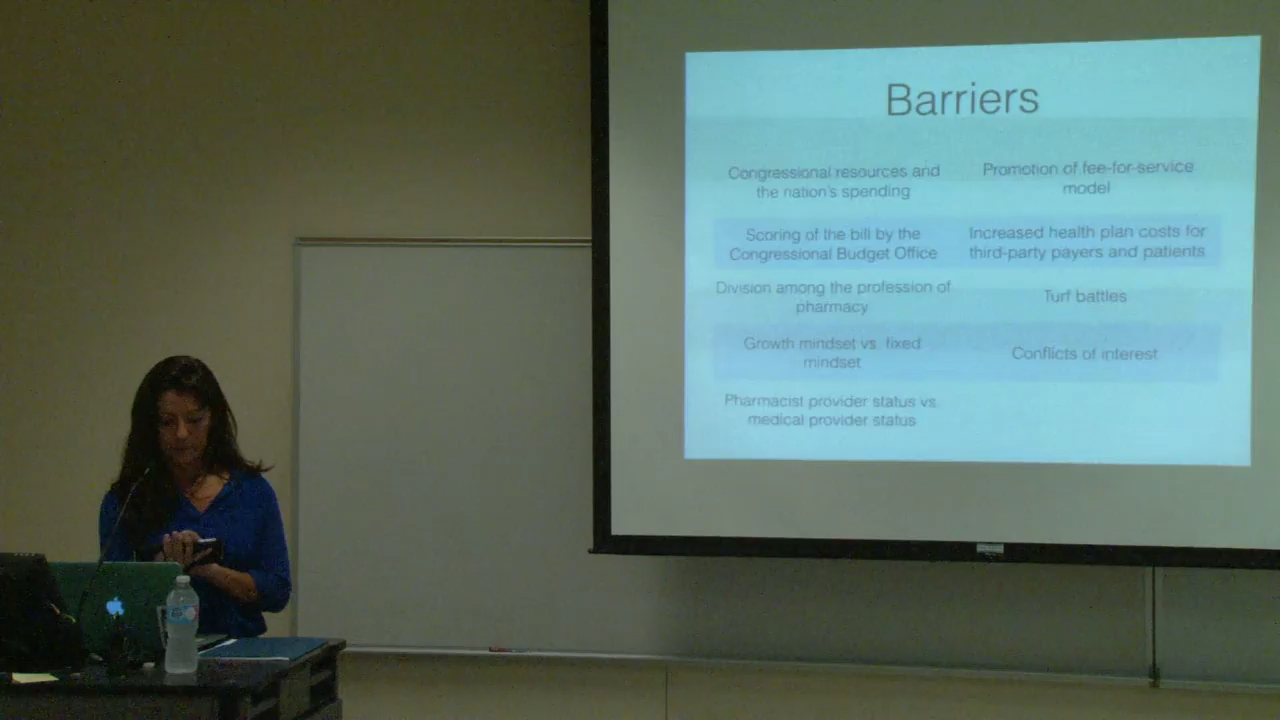 Barriers
Congressional resources and
the nation's spending
Promotion of fee-for-service
model
Scoring of the bill by the
Congressional Budget Office
Increased health plan costs for
third-party payers and patients
Division among the profession of
pharmacy
Turf battles
Growth mindset vs. fixed
mindset
Conflicts of interest
Pharmacist provider status vs.
medical provider status